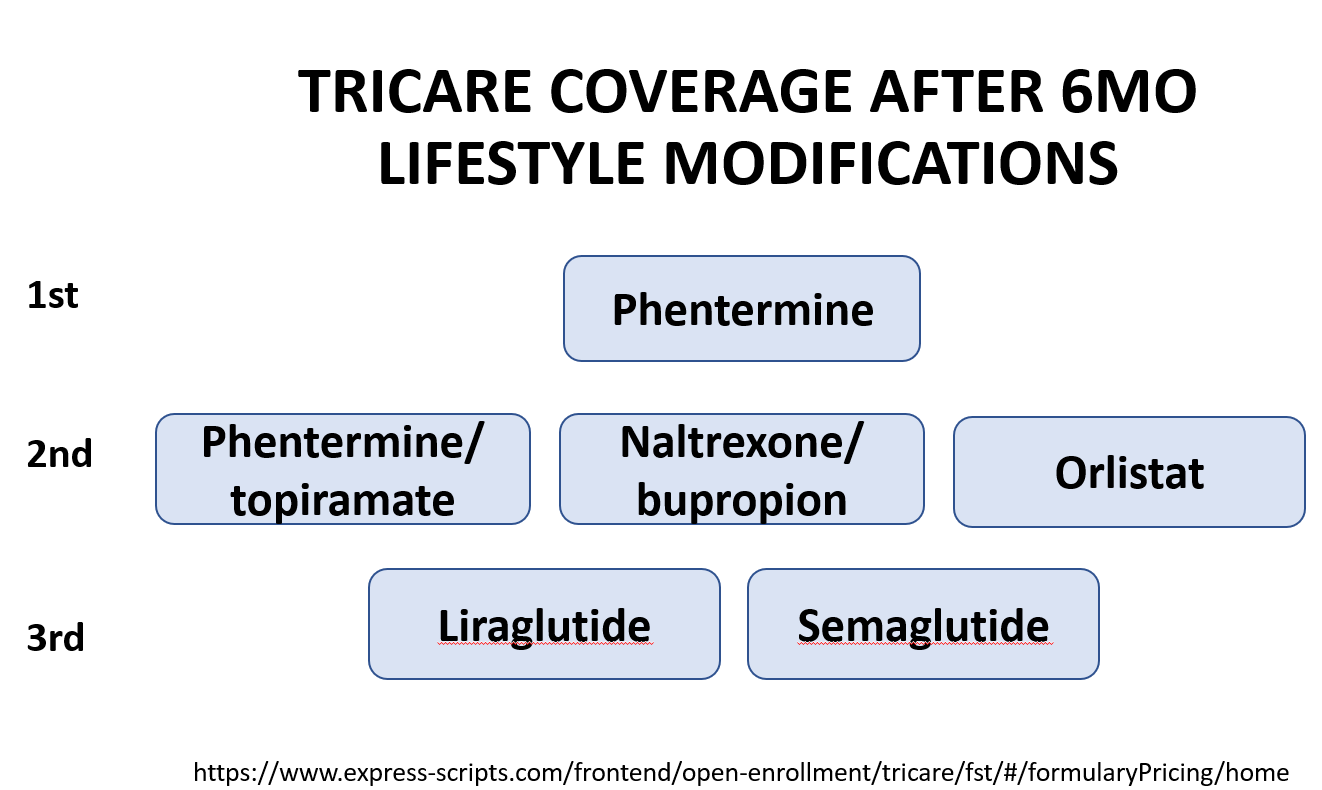 TRICARE COVERAGE AFTER 6MO
LIFESTYLE MODIFICATIONS
1st
Phentermine
2nd
Phentermine/
topiramate
Naltrexone/
bupropion
Orlistat
3rd
Liraglutide
Semaglutide
https://www.express-scripts.com/frontend/open-enrollment/tricare/fst/#/formularyPricing/home